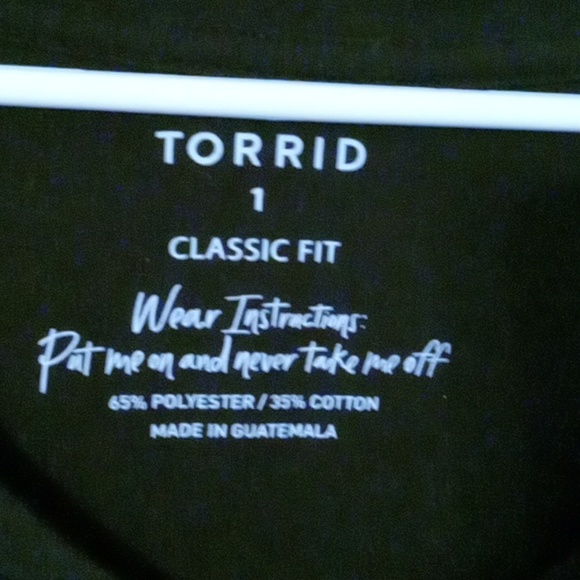 TORRID
1
CLASSIC FIT
Wear Instructions:
Put me on and never take me off
65% POLYESTER / 35% COTTON
MADE IN GUATEMALA